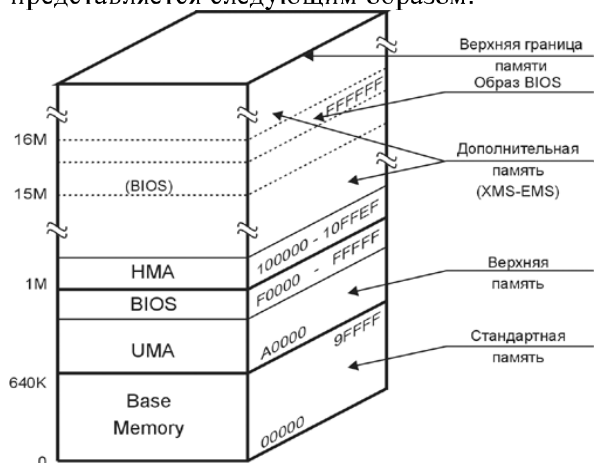 представляется следующим образом:
Верхняя граница
памяти
Образ BIOS
FFFFFF
16M
Дополнительная
память
(XMS-EMS)
(BIOS)
15M
100000 - 10FFEF
HMA
1M
F0000 - FFFFF
BIOS
Верхняя
память
UMA
A0000
9FFFF
Стандартная
память
640K
Base
Memory
00000
0